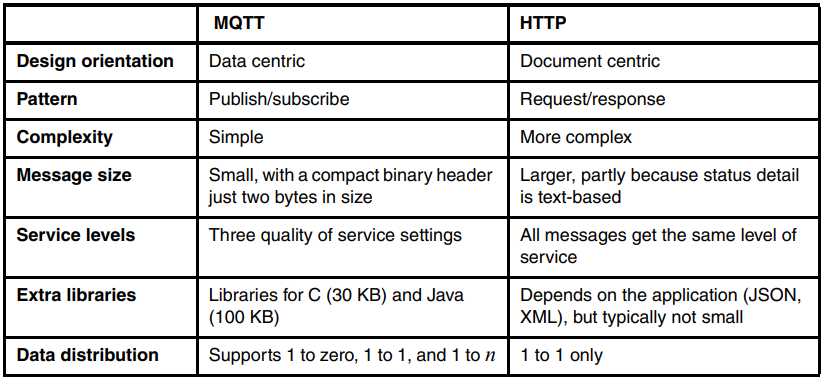 MQTT HTTP
Design orientation Data centric Document centric
Pattern Publish/subscribe Request/response
Complexity Simple More complex
Message size Small, with a compact binary header Larger, partly because status detail
just two bytes in size is text-based
Service levels Three quality of service settings All messages get the same level of
service
Extra libraries Libraries for C (30 KB) and Java Depends on the application (JSON,
(100 KB) XML), but typically not small
Data distribution Supports 1 to zero, 1 to 1, and 1 to n 1 to 1 only